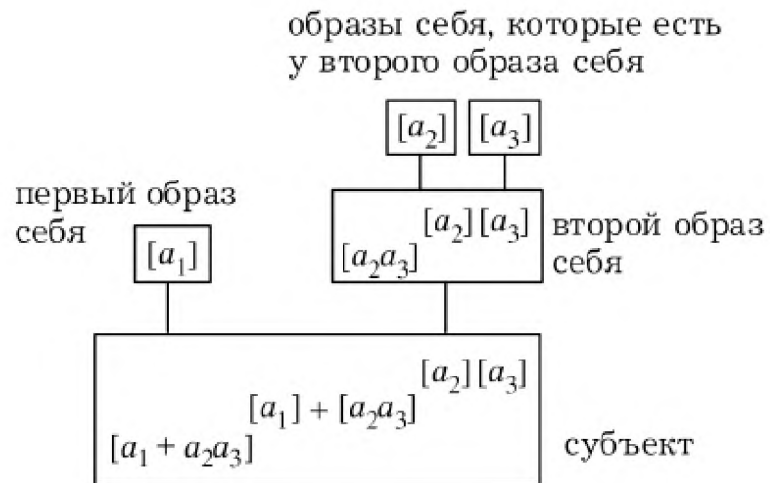 образы себя, которые есть
у второго образа себя
[a₂] [a₃]
первый образ
себя
[a₁]
[a₂][a₃]
[a₂a₃]
второй образ
себя
[a₂][a₃]
[a₁] + [a₂a₃]
[a₁ + a₂a₃]
субъект